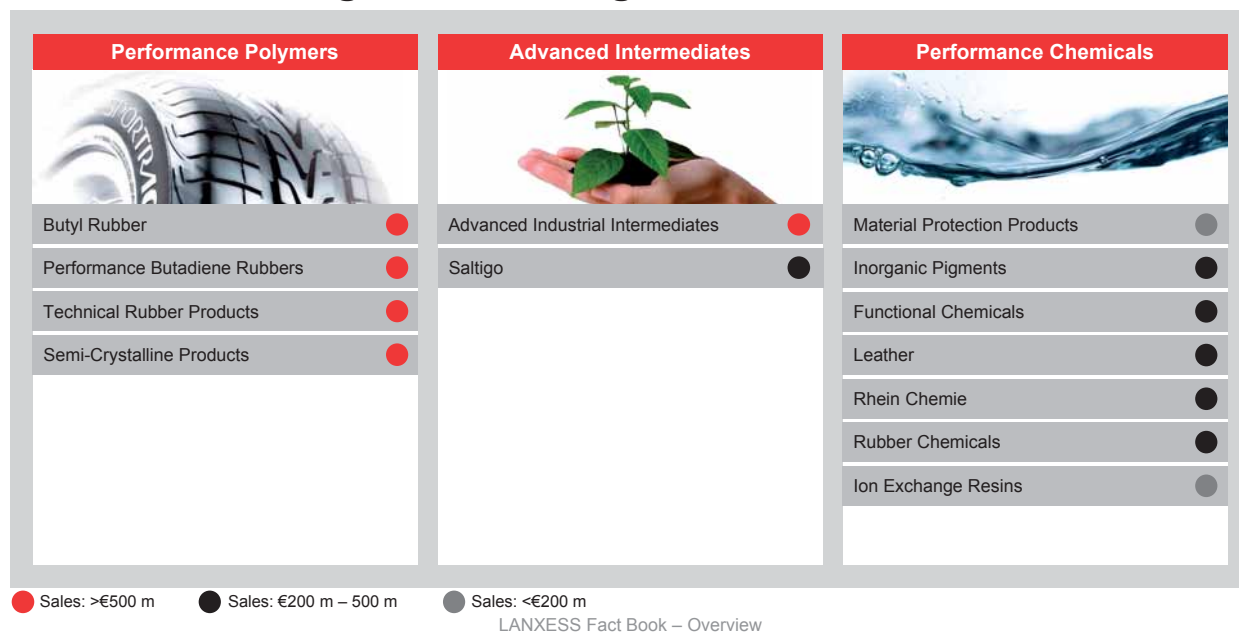 Performance Polymers
Butyl Rubber
Performance Butadiene Rubbers
Technical Rubber Products
Semi-Crystalline Products
Advanced Intermediates
Advanced Industrial Intermediates
Saltigo
Performance Chemicals
Material Protection Products
Inorganic Pigments
Functional Chemicals
Leather
Rhein Chemie
Rubber Chemicals
Ion Exchange Resins
Sales: >€500 m
Sales: €200 m – 500 m
Sales: <€200 m
LANXESS Fact Book – Overview